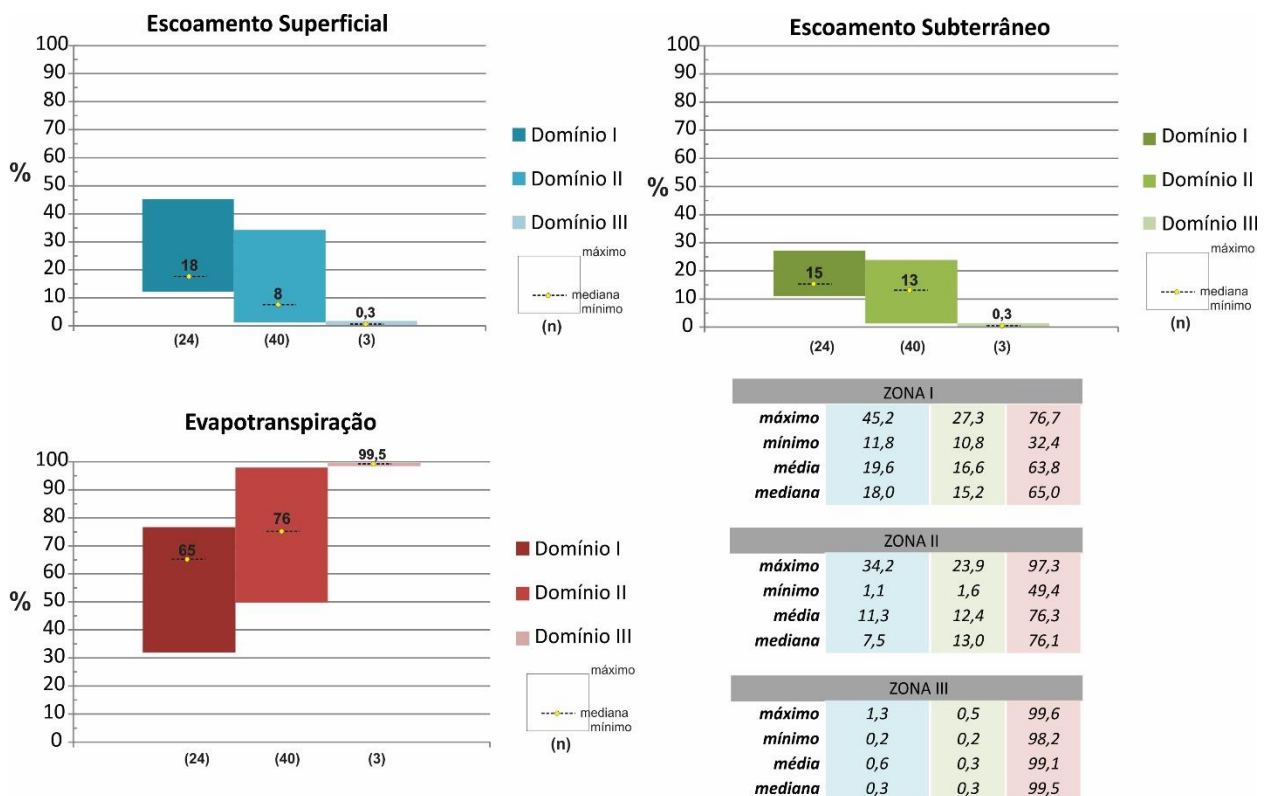 Escoamento Superficial
100
90
80
70
60
50
40
30
20
10
0
%
18
8
0,3
(24) (40) (3)
Domínio I
Domínio II
Domínio III
máximo
mediana
mínimo
(n)
Escoamento Subterrâneo
100
90
80
70
60
50
40
30
20
10
0
%
15
13
0,3
(24) (40) (3)
Domínio I
Domínio II
Domínio III
máximo
mediana
mínimo
(n)
Evapotranspiração
100
90
80
70
60
50
40
30
20
10
0
%
65
76
99,5
(24) (40) (3)
Domínio I
Domínio II
Domínio III
máximo
mediana
mínimo
(n)
ZONA I
máximo 45,2 27,3 76,7
mínimo 11,8 10,8 32,4
média 19,6 16,6 63,8
mediana 18,0 15,2 65,0
ZONA II
máximo 34,2 23,9 97,3
mínimo 1,1 1,6 49,4
média 11,3 12,4 76,3
mediana 7,5 13,0 76,1
ZONA III
máximo 1,3 0,5 99,6
mínimo 0,2 0,2 98,2
média 0,6 0,3 99,1
mediana 0,3 0,3 99,5